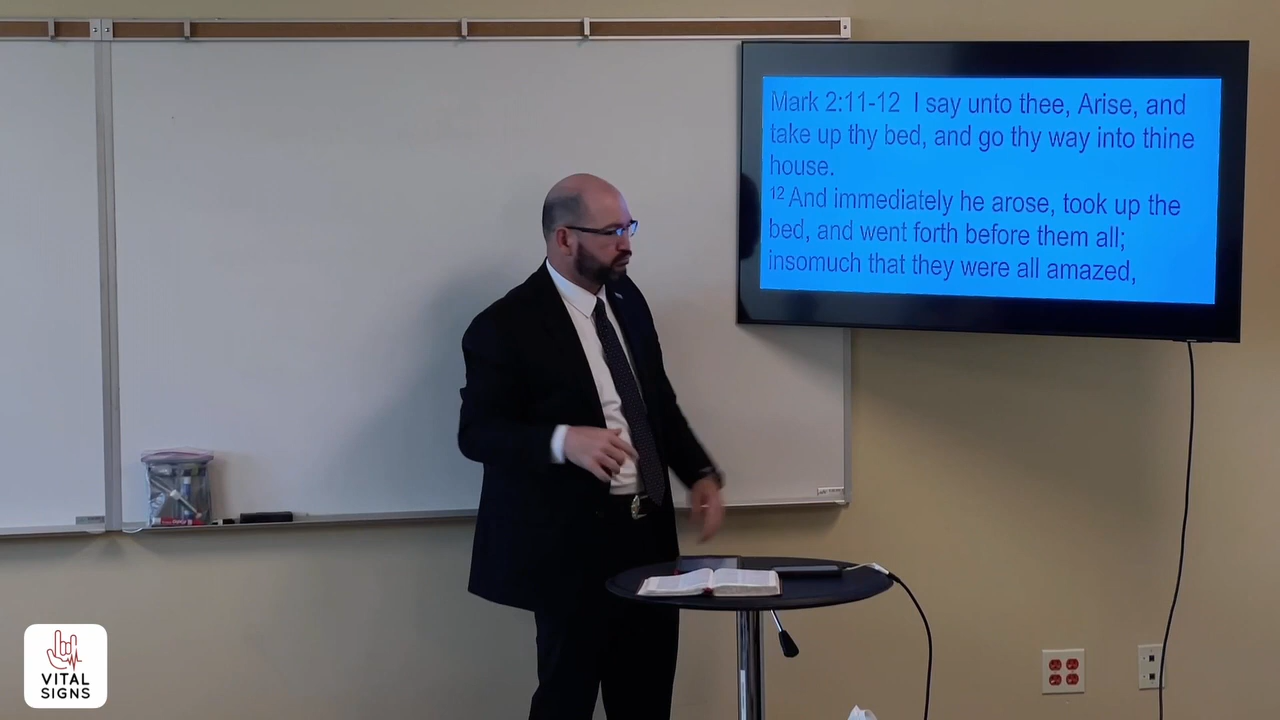 Mark 2:11-12 I say unto thee, Arise, and
take up thy bed, and go thy way into thine
house.
12 And immediately he arose, took up the
bed, and went forth before them all;
insomuch that they were all amazed,
VITAL
SIGNS